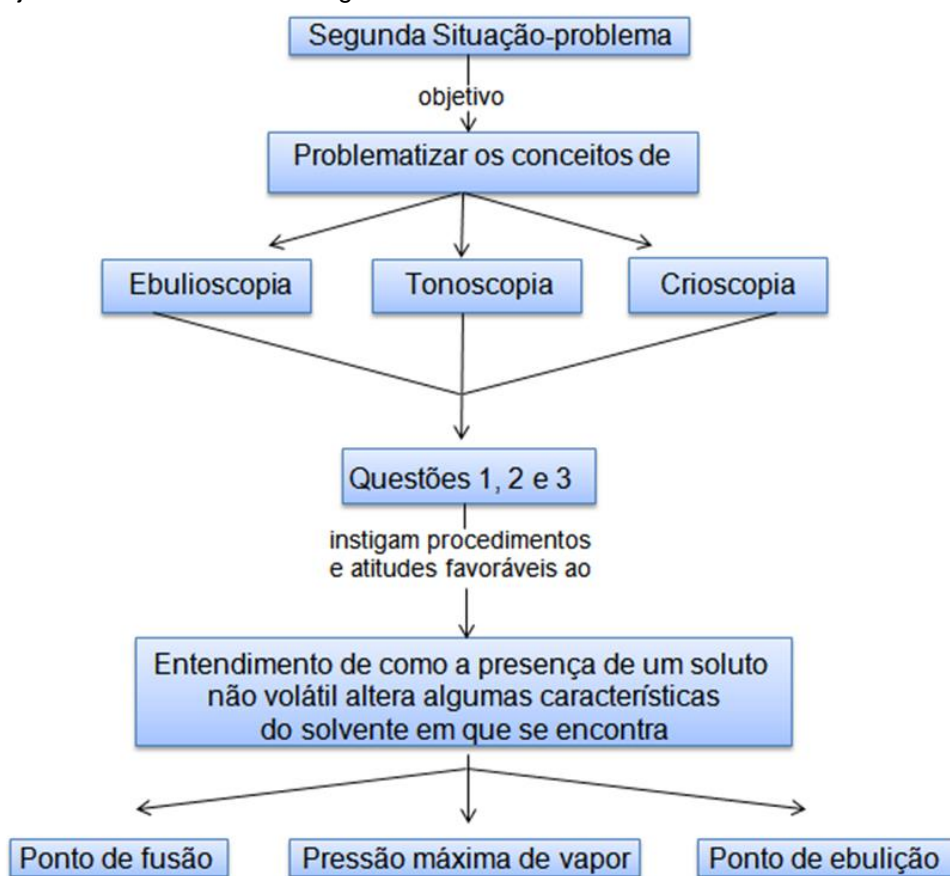 Segunda Situação-problema
objetivo
Problematizar os conceitos de
Ebulioscopia
Tonoscopia
Crioscopia
Questões 1, 2 e 3
instigam procedimentos
e atitudes favoráveis ao
Entendimento de como a presença de um soluto
não volátil altera algumas características
do solvente em que se encontra
Ponto de fusão
Pressão máxima de vapor
Ponto de ebulição